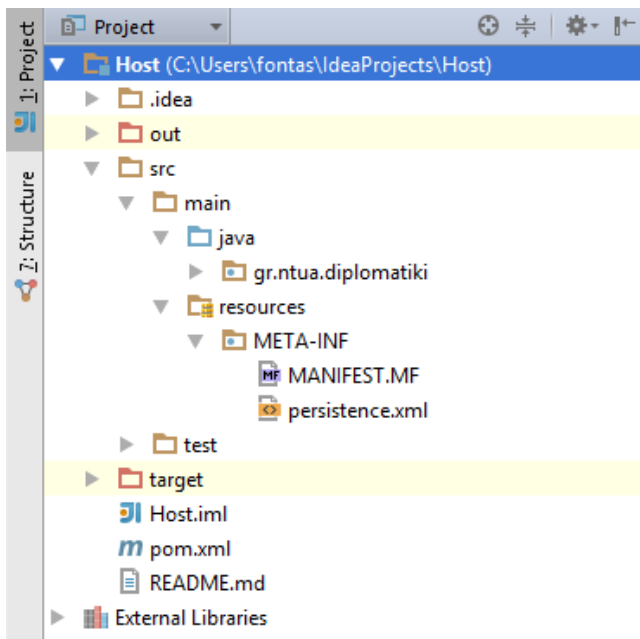 1: Project
7: Structure
Project
Host (C:\Users\fontas\IdeaProjects\Host)
.idea
out
src
main
java
gr.ntua.diplomatiki
resources
META-INF
MF MANIFEST.MF
persistence.xml
test
target
Host.iml
m pom.xml
README.md
External Libraries